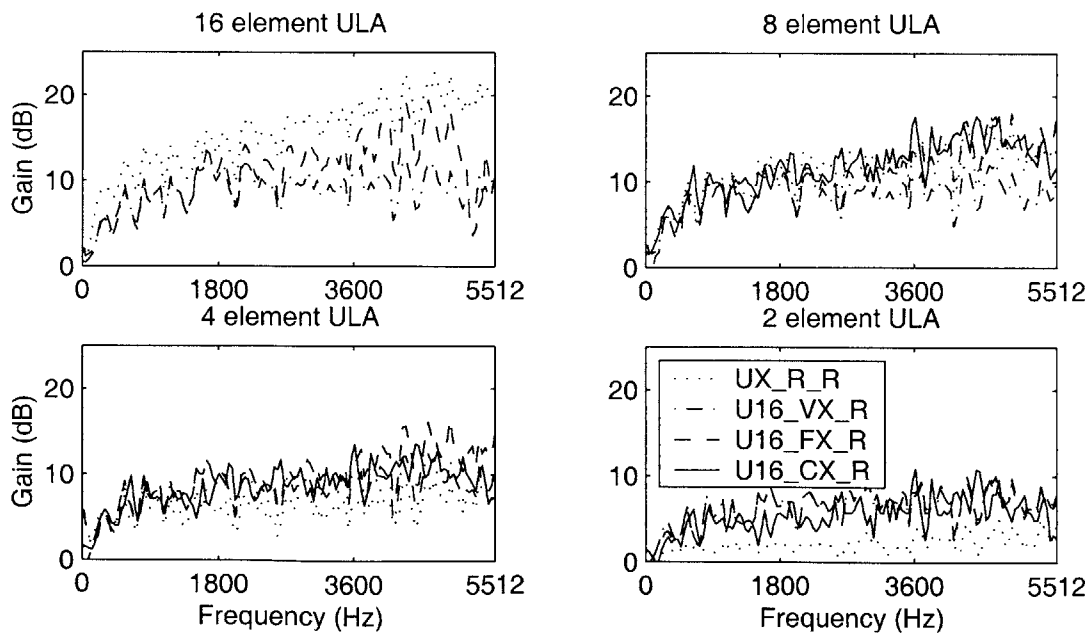 16 element ULA
8 element ULA
Gain (dB)
20
10
0
0 1800 3600 5512
20
10
0
0 1800 3600 5512
4 element ULA
2 element ULA
Gain (dB)
20
10
0
0 1800 3600 5512
Frequency (Hz)
20
10
0
UX_R_R
U16_VX_R
U16_FX_R
U16_CX_R
0 1800 3600 5512
Frequency (Hz)